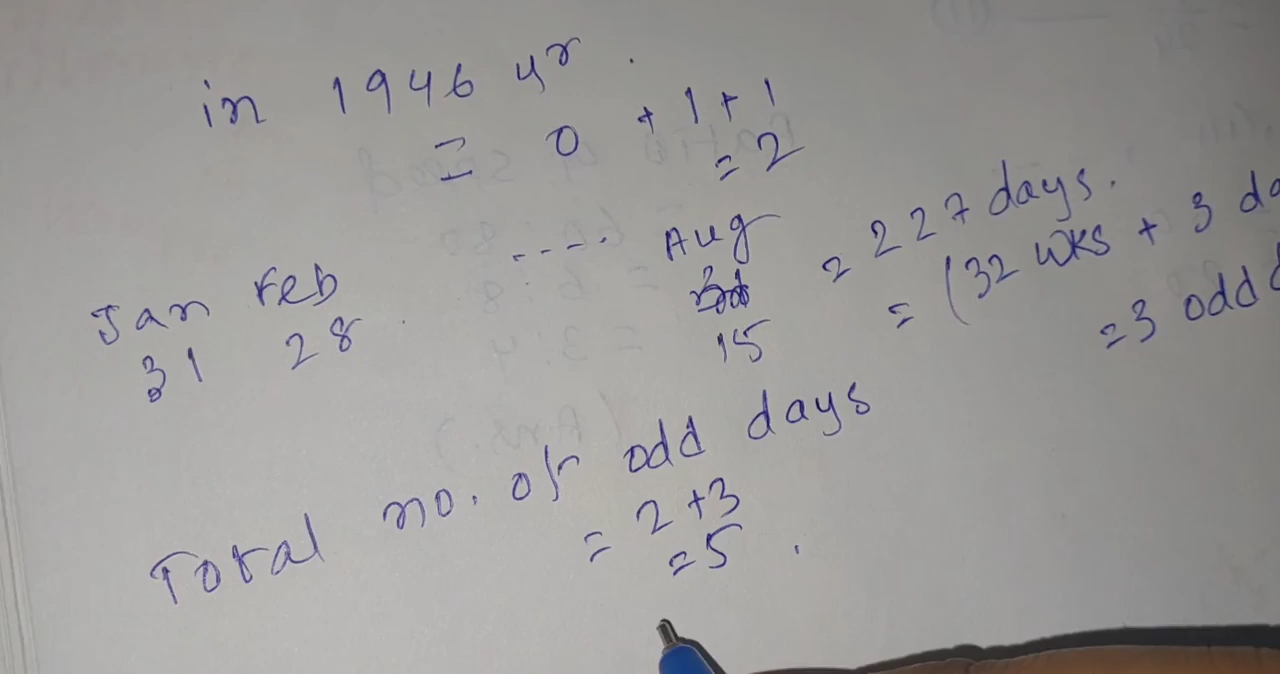 in 1946 yr.
= 0 + 1 + 1
= 2
Jan Feb ..... Aug = 227 days.
31 28 15 = (32 wks + 3 da
= 3 odd d
Total no. of odd days
= 2+3
= 5 .